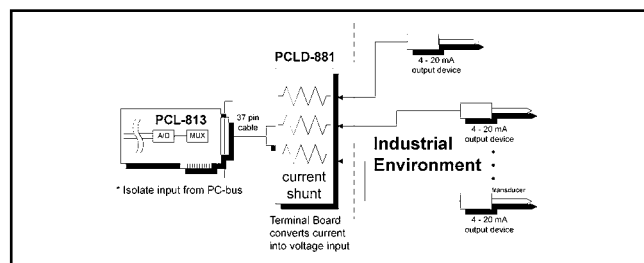 PCLD-881
4 - 20 mA
output device
PCL-813
37 pin
cable
A/D
MUX
* Isolate input from PC-bus
current
shunt
Terminal Board
converts current
into voltage input
Industrial
Environment
4 - 20 mA
output device
transducer
4 - 20 mA
output device